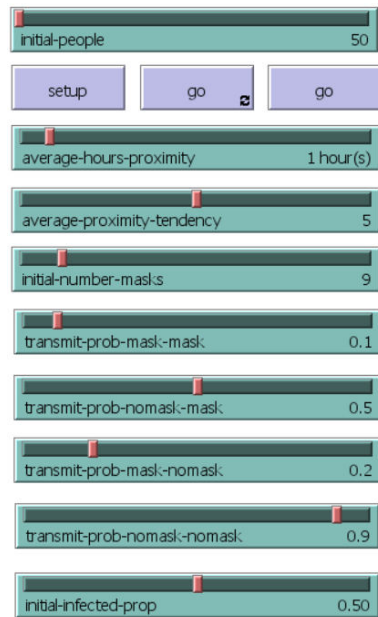 initial-people 50
setup go go
average-hours-proximity 1 hour(s)
average-proximity-tendency 5
initial-number-masks 9
transmit-prob-mask-mask 0.1
transmit-prob-nomask-mask 0.5
transmit-prob-mask-nomask 0.2
transmit-prob-nomask-nomask 0.9
initial-infected-prop 0.50